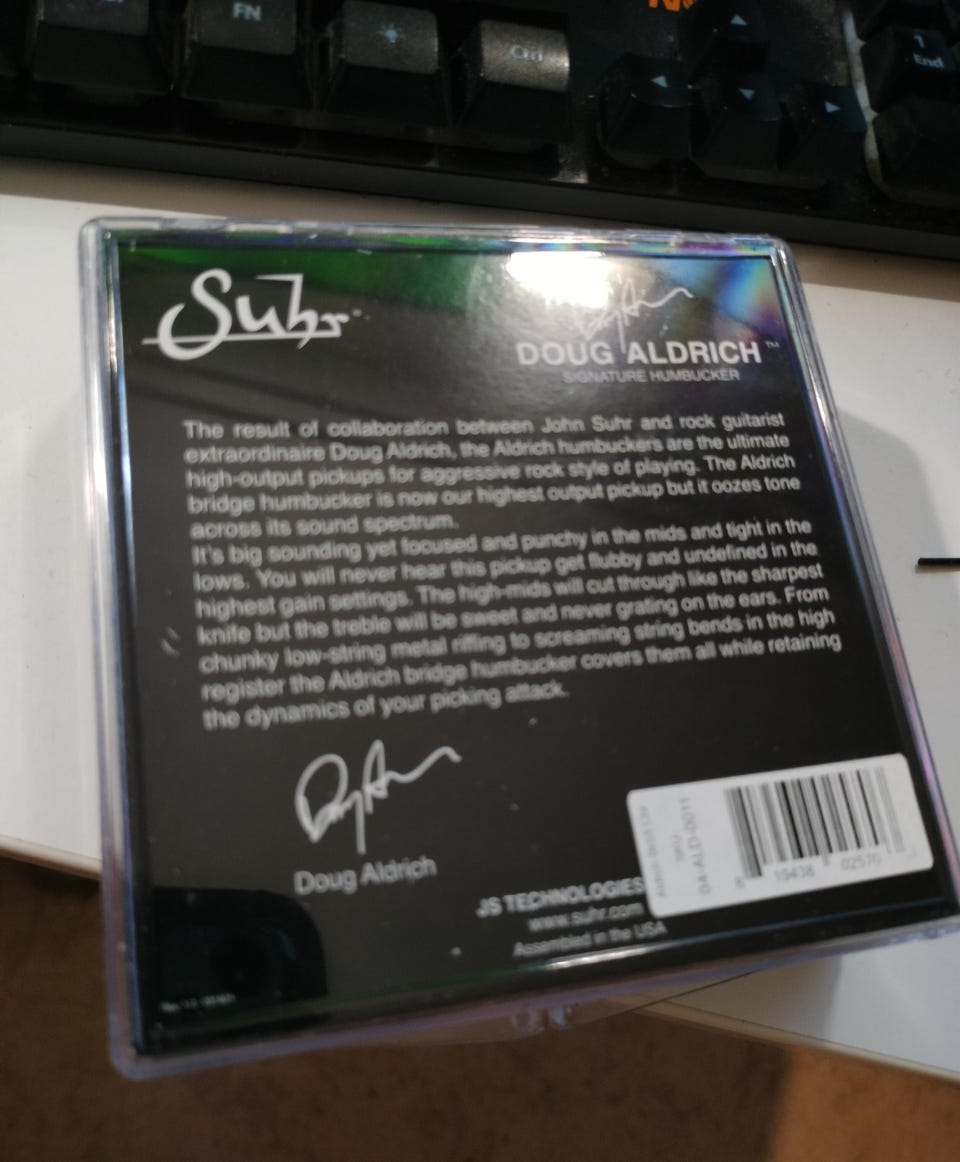 FN
Ctrl
1
End
Suhr
DOUG ALDRICH™
SIGNATURE HUMBUCKER
The result of collaboration between John Suhr and rock guitarist
extraordinaire Doug Aldrich, the Aldrich humbuckers are the ultimate
high-output pickups for aggressive rock style of playing. The Aldrich
bridge humbucker is now our highest output pickup but it oozes tone
across its sound spectrum.
It's big sounding yet focused and punchy in the mids and tight in the
lows. You will never hear this pickup get flubby and undefined in the
highest gain settings. The high-mids will cut through like the sharpest
knife but the treble will be sweet and never grating on the ears. From
chunky low-string metal riffing to screaming string bends in the high
register the Aldrich bridge humbucker covers them all while retaining
the dynamics of your picking attack.
Doug Aldrich
JS TECHNOLOGIES
www.suhr.com
Assembled in the USA
SKU
04-ALD-0011
19438 02570